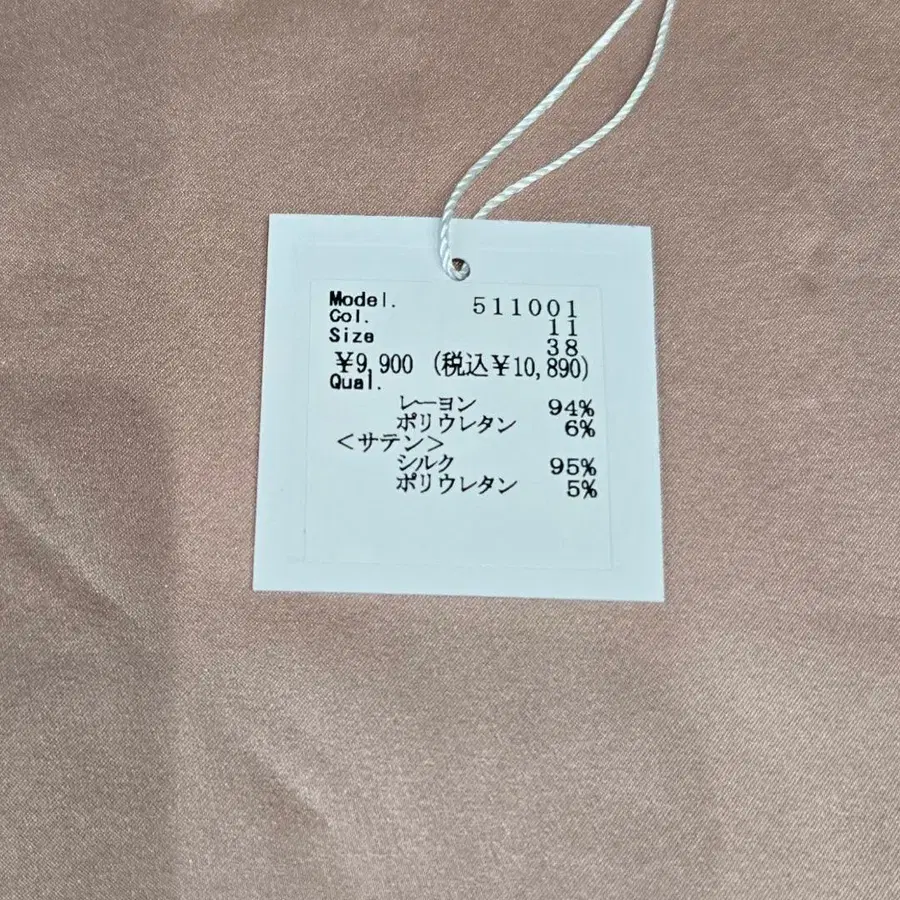 Model. 511001
Col. 11
Size 38
¥9,900 (税込¥10,890)
Qual.
レーヨン 94%
ポリウレタン 6%
<サテン>
シルク 95%
ポリウレタン 5%